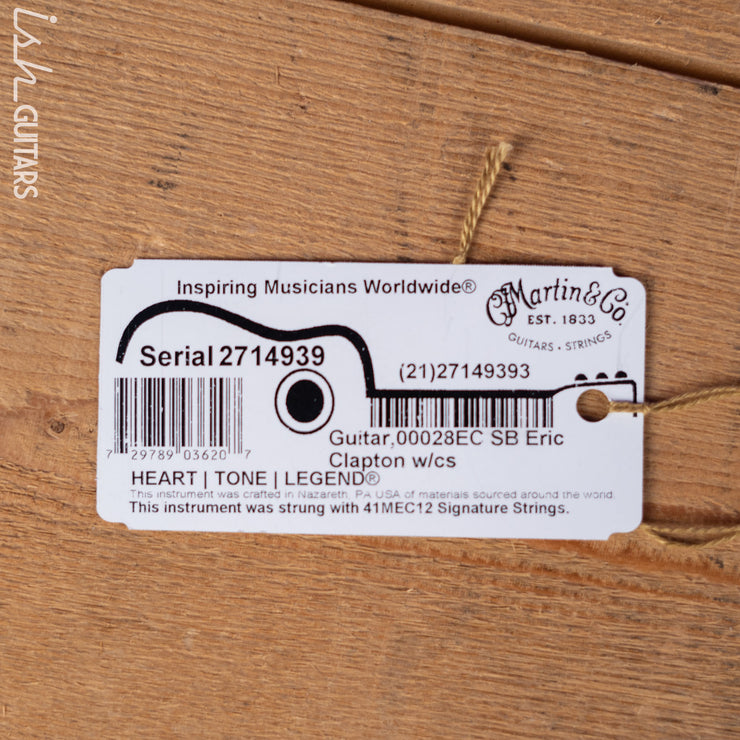 ish GUITARS
Inspiring Musicians Worldwide®
CF Martin & Co.
EST. 1833
GUITARS • STRINGS
Serial 2714939
(21)27149393
7 29789 03620 7
Guitar,00028EC SB Eric
Clapton w/cs
HEART | TONE | LEGEND®
This instrument was crafted in Nazareth, PA USA of materials sourced around the world.
This instrument was strung with 41MEC12 Signature Strings.